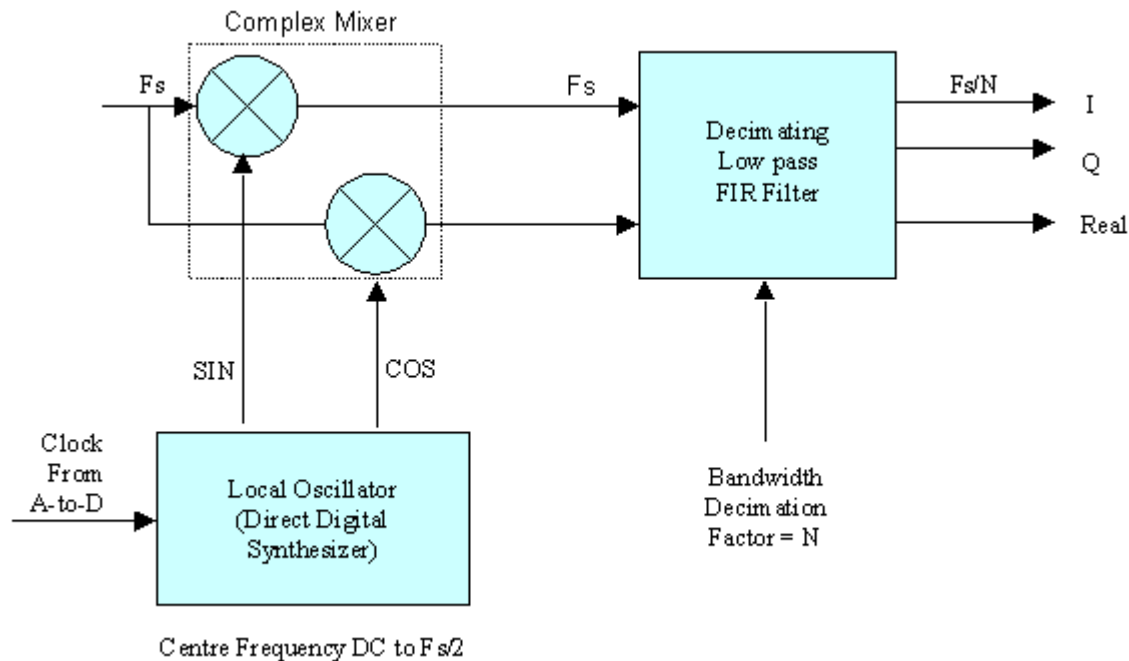 Complex Mixer
Fs
Fs
Fs/N
I
Decimating
Low pass
FIR Filter
Q
Real
SIN
COS
Clock
From
A-to-D
Local Oscillator
(Direct Digital
Synthesizer)
Bandwidth
Decimation
Factor = N
Centre Frequency DC to Fs/2